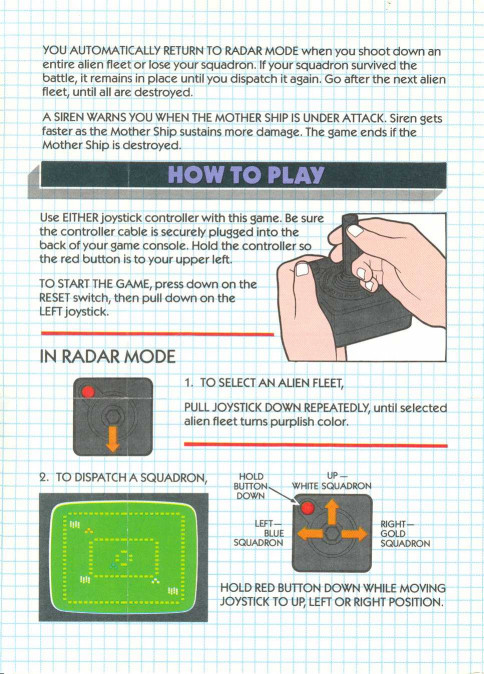 YOU AUTOMATICALLY RETURN TO RADAR MODE when you shoot down an
entire alien fleet or lose your squadron. If your squadron survived the
battle, it remains in place until you dispatch it again. Go after the next alien
fleet, until all are destroyed.
A SIREN WARNS YOU WHEN THE MOTHER SHIP IS UNDER ATTACK. Siren gets
faster as the Mother Ship sustains more damage. The game ends if the
Mother Ship is destroyed.
HOW TO PLAY
Use EITHER joystick controller with this game. Be sure
the controller cable is securely plugged into the
back of your game console. Hold the controller so
the red button is to your upper left.
TO START THE GAME, press down on the
RESET switch, then pull down on the
LEFT joystick.
IN RADAR MODE
1. TO SELECT AN ALIEN FLEET,
PULL JOYSTICK DOWN REPEATEDLY, until selected
alien fleet turns purplish color.
2. TO DISPATCH A SQUADRON,
HOLD
BUTTON
DOWN
UP —
WHITE SQUADRON
LEFT —
BLUE
SQUADRON
RIGHT —
GOLD
SQUADRON
HOLD RED BUTTON DOWN WHILE MOVING
JOYSTICK TO UP, LEFT OR RIGHT POSITION.